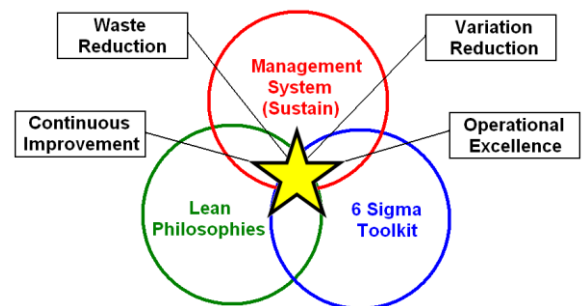 Waste
Reduction
Variation
Reduction
Management
System
(Sustain)
Continuous
Improvement
Operational
Excellence
Lean
Philosophies
6 Sigma
Toolkit